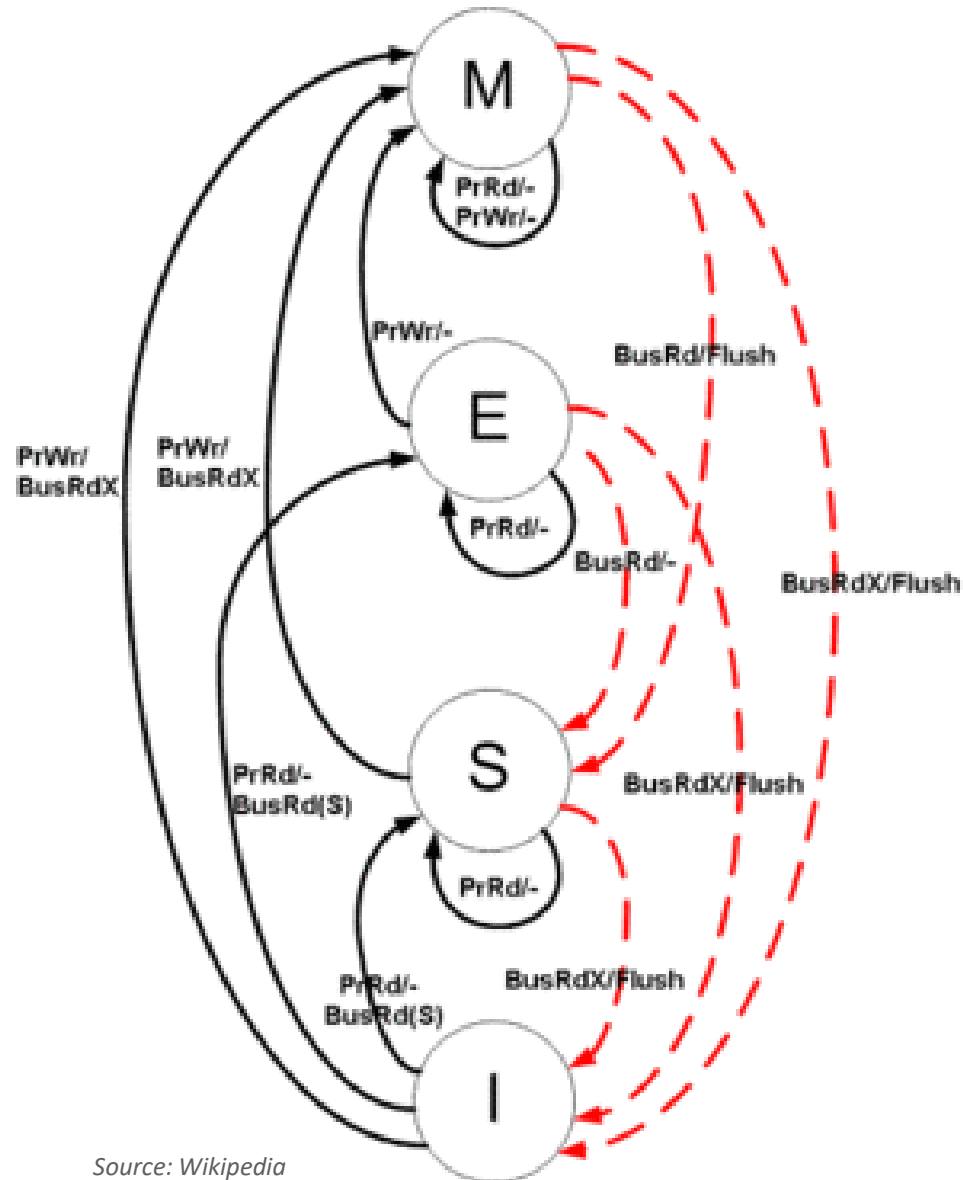 M
PrRd/-
PrWr/-
PrWr/-
BusRd/Flush
E
PrWr/
BusRdX
PrWr/
BusRdX
PrRd/-
BusRd/-
BusRdX/Flush
S
PrRd/-
BusRd(S)
BusRdX/Flush
PrRd/-
PrRd/-
BusRd(S)
BusRdX/Flush
I
Source: Wikipedia